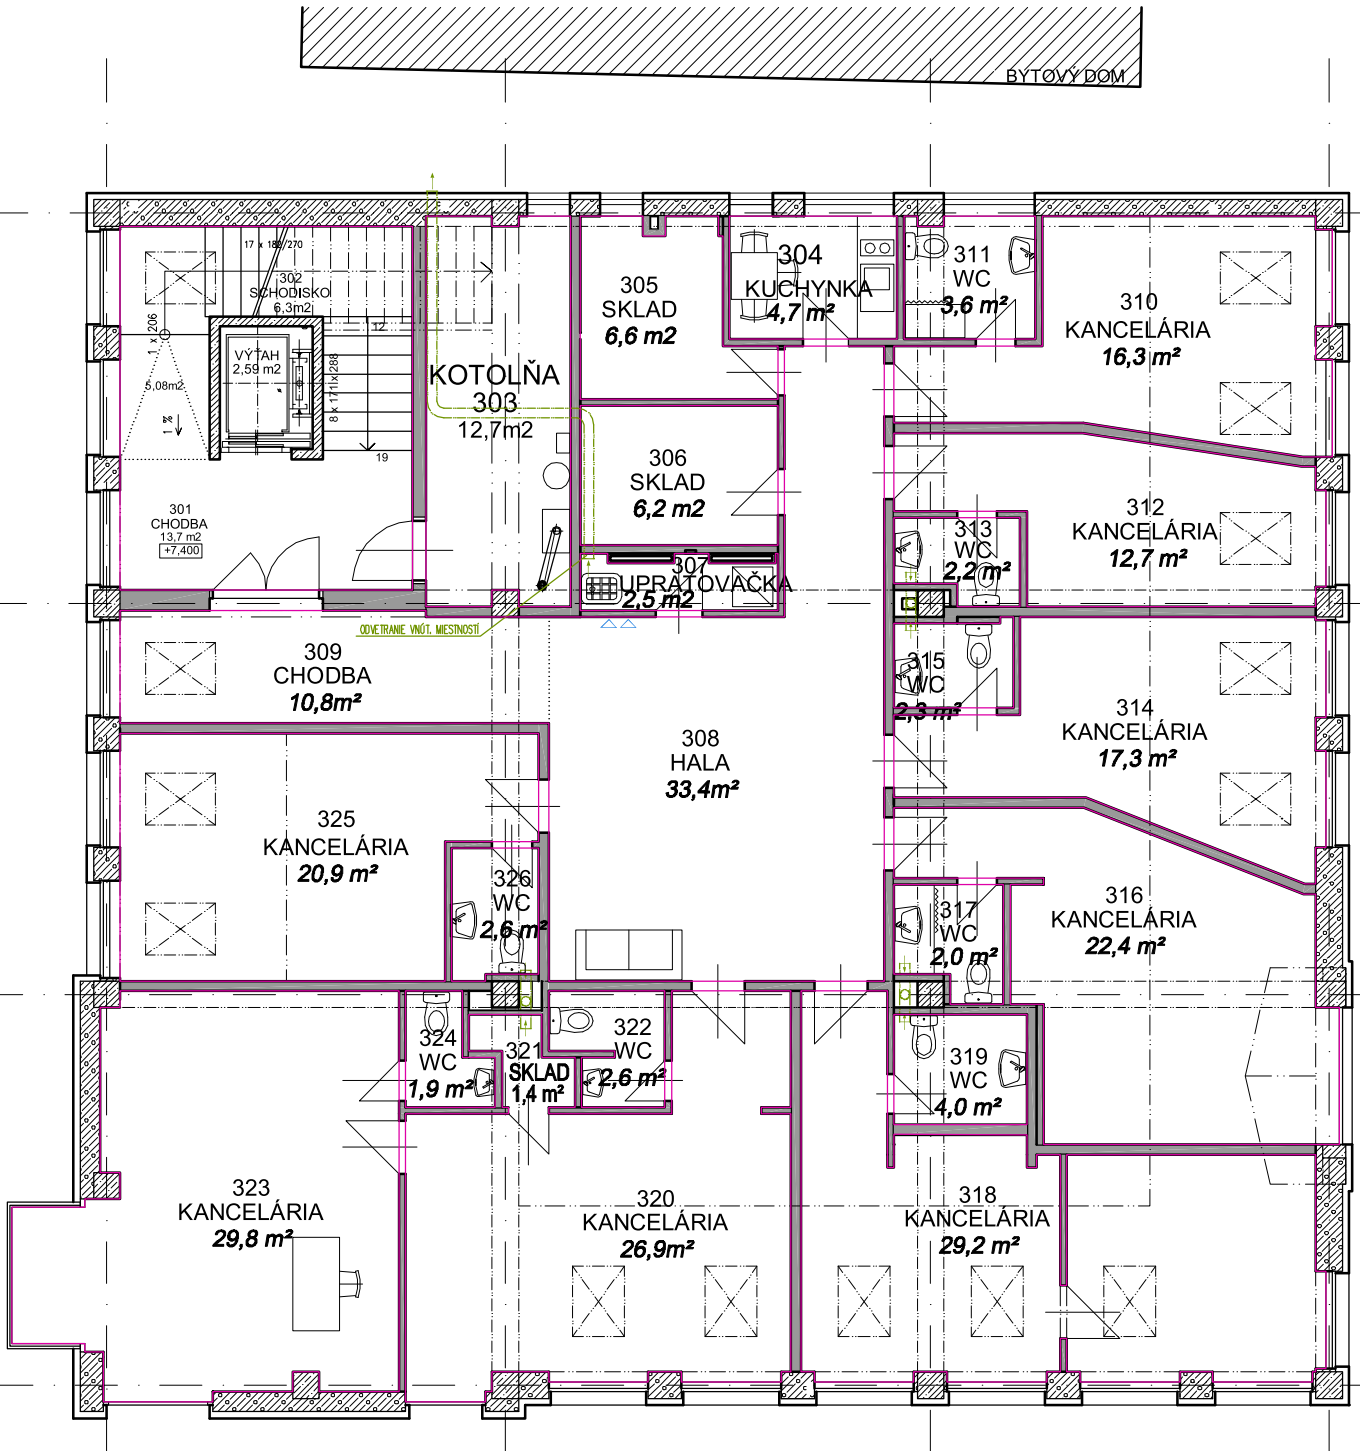 BYTOVÝ DOM
17 x 188/270
302
SCHODISKO
6,3m2
12
1 x 206
VÝŤAH
2,59 m2
8 x 171 x 288
5,08m2
1 %
19
301
CHODBA
13,7 m2
+7,400
KOTOLŇA
303
12,7m2
305
SKLAD
6,6 m2
304
KUCHYNKA
4,7 m²
311
WC
3,6 m²
310
KANCELÁRIA
16,3 m²
306
SKLAD
6,2 m2
307
UPRATOVAČKA
2,5 m2
313
WC
2,2 m²
312
KANCELÁRIA
12,7 m²
ODVETRANIE VNÚT. MIESTNOSTÍ
309
CHODBA
10,8m²
308
HALA
33,4m²
315
WC
2,3 m²
314
KANCELÁRIA
17,3 m²
325
KANCELÁRIA
20,9 m²
326
WC
2,6 m²
317
WC
2,0 m²
316
KANCELÁRIA
22,4 m²
324
WC
1,9 m²
321
SKLAD
1,4 m²
322
WC
2,6 m²
319
WC
4,0 m²
323
KANCELÁRIA
29,8 m²
320
KANCELÁRIA
26,9m²
318
KANCELÁRIA
29,2 m²